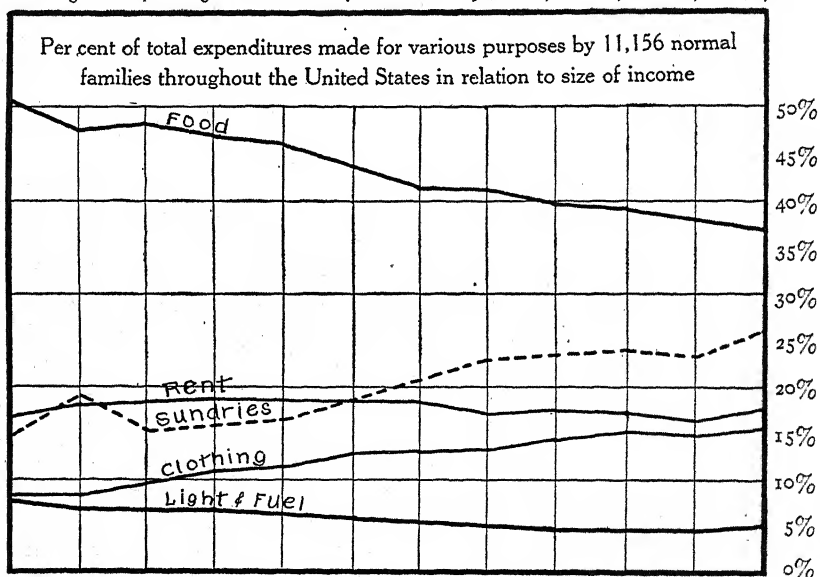 Per cent of total expenditures made for various purposes by 11,156 normal
families throughout the United States in relation to size of income
Food
50%
45%
40%
35%
30%
25%
Rent
20%
Sundries
15%
Clothing
10%
Light & Fuel
5%
0%